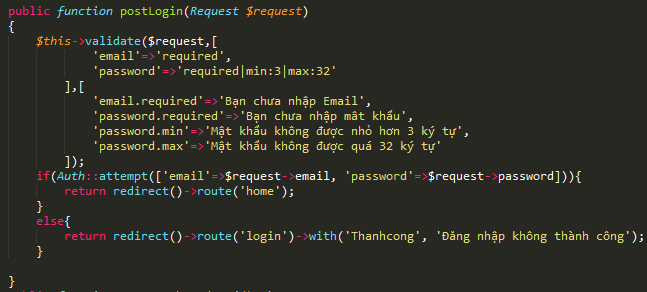 public function postLogin(Request $request)
{
$this->validate($request,[
'email'=>'required',
'password'=>'required|min:3|max:32'
],[
'email.required'=>'Bạn chưa nhập Email',
'password.required'=>'Bạn chưa nhập mât khẩu',
'password.min'=>'Mật khẩu không được nhỏ hơn 3 ký tự',
'password.max'=>'Mật khẩu không được quá 32 ký tự'
]);
if(Auth::attempt(['email'=>$request->email, 'password'=>$request->password])){
return redirect()->route('home');
}
else{
return redirect()->route('login')->with('Thanhcong', 'Đăng nhập không thành công');
}
}